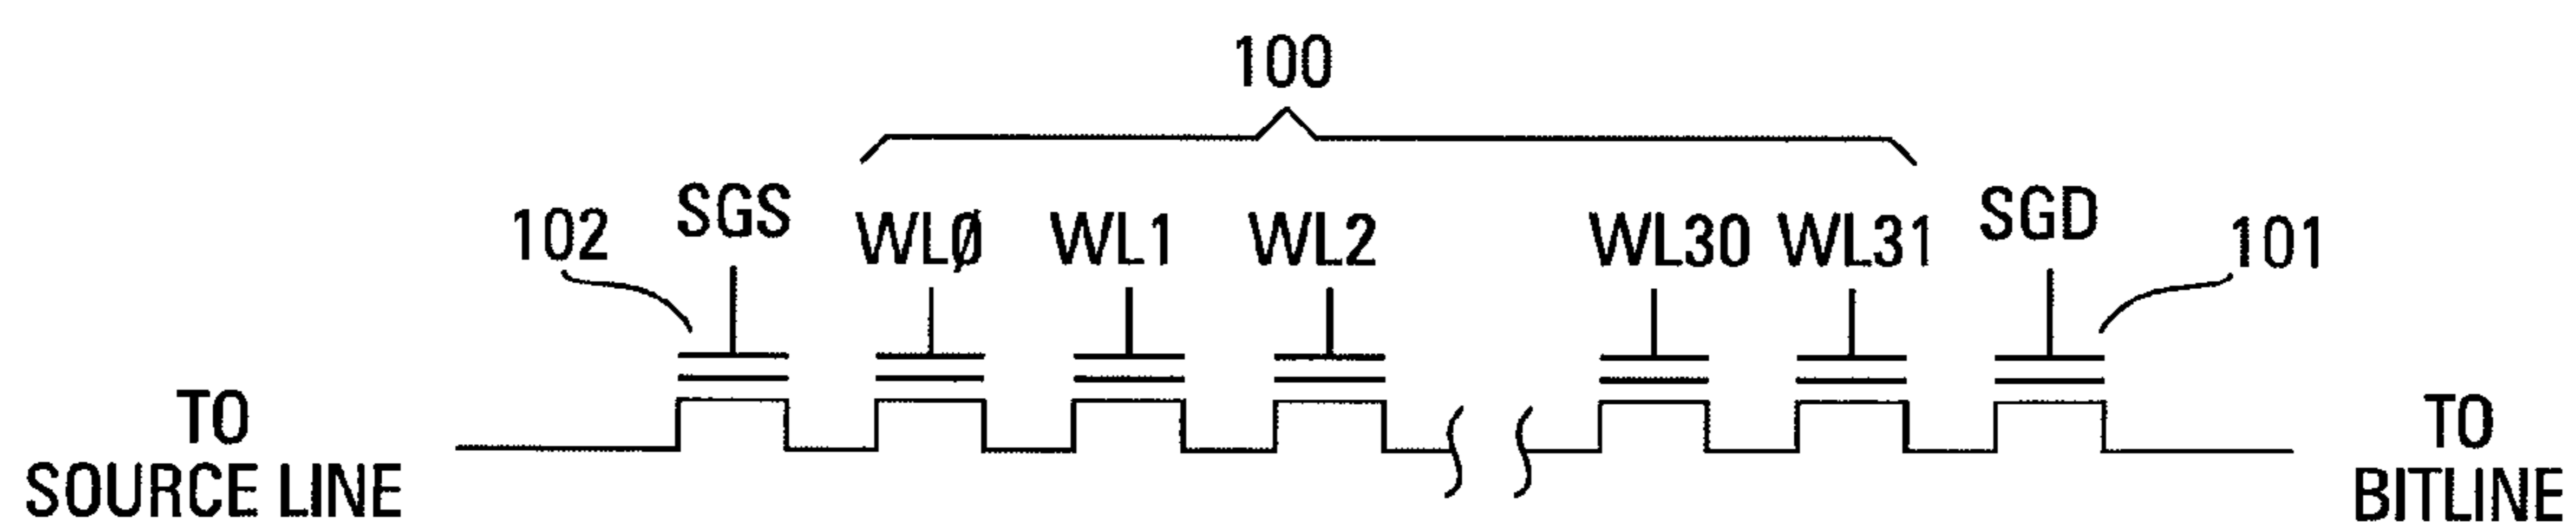 100
102 SGS WLØ WL1 WL2 WL30 WL31 SGD 101
TO
SOURCE LINE
TO
BITLINE